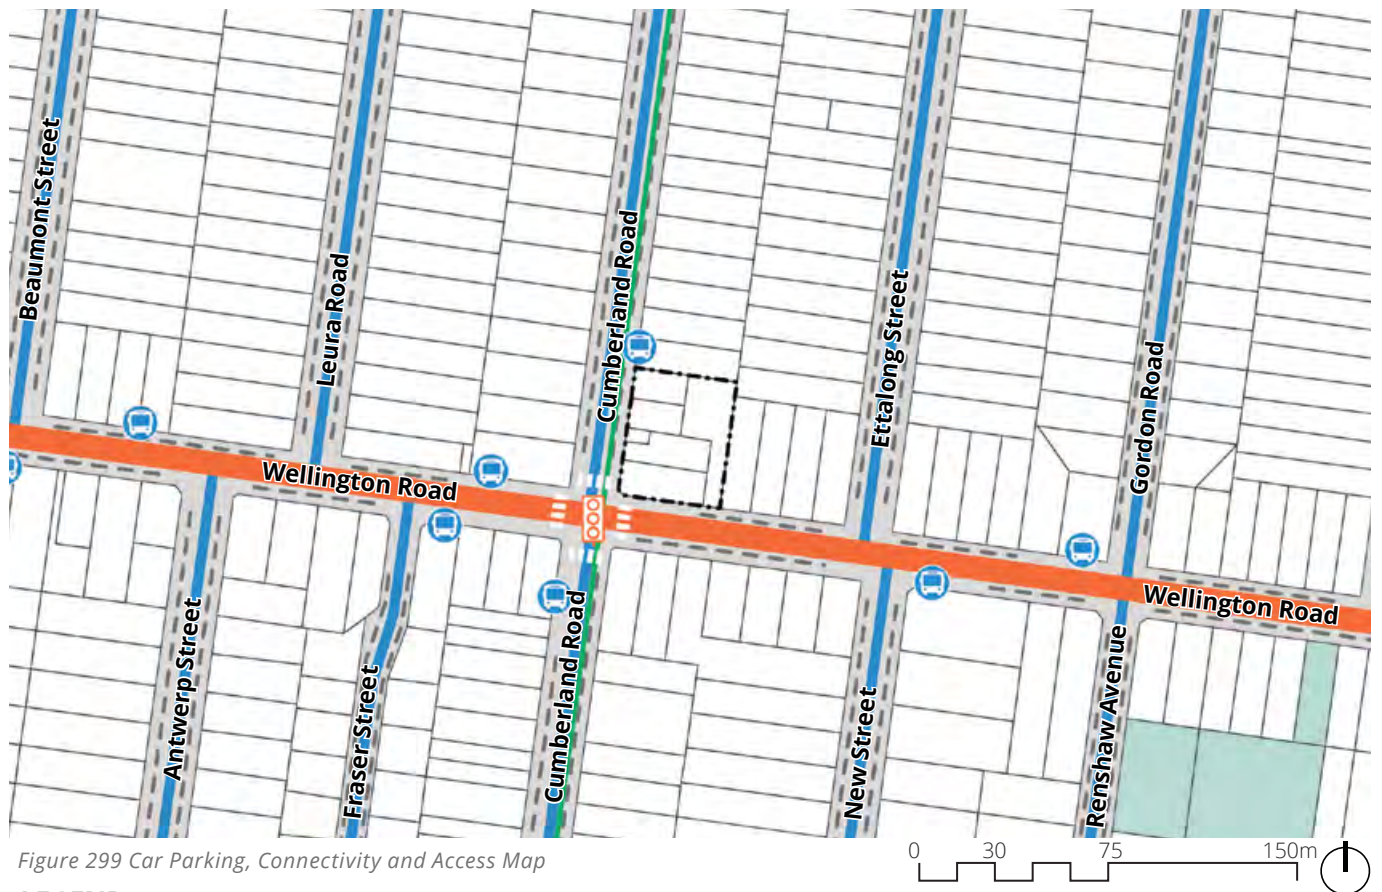 Beaumont Street
Leura Road
Cumberland Road
Ettalong Street
Gordon Road
Wellington Road
Wellington Road
Antwerp Street
Fraser Street
Cumberland Road
New Street
Renshaw Avenue
Figure 299 Car Parking, Connectivity and Access Map
0 30 75 150m